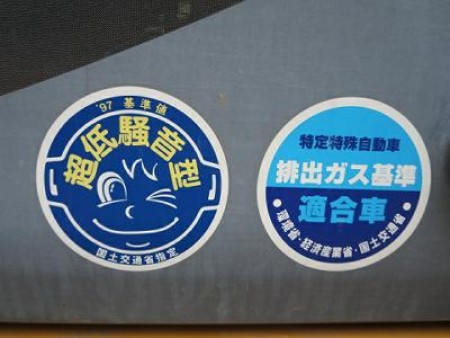 '97 基準値
超低騒音型
国土交通省指定
特定特殊自動車
排出ガス基準
適合車
環境省・経済産業省・国土交通省